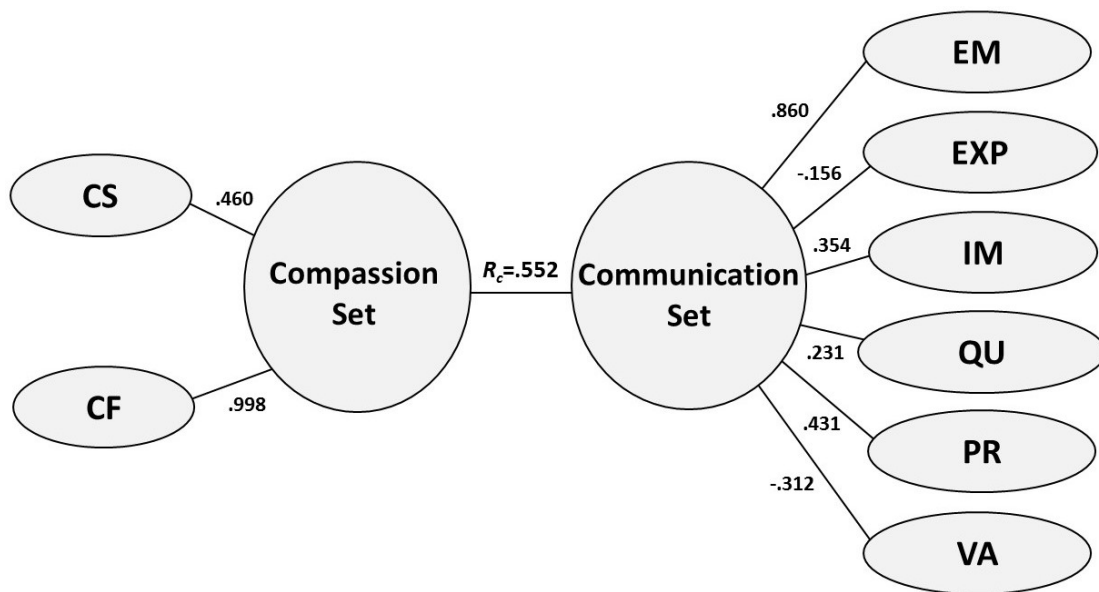 CS
.460
CF
.998
Compassion
Set
Rc=.552
Communication
Set
.860
-.156
.354
.231
.431
-.312
EM
EXP
IM
QU
PR
VA